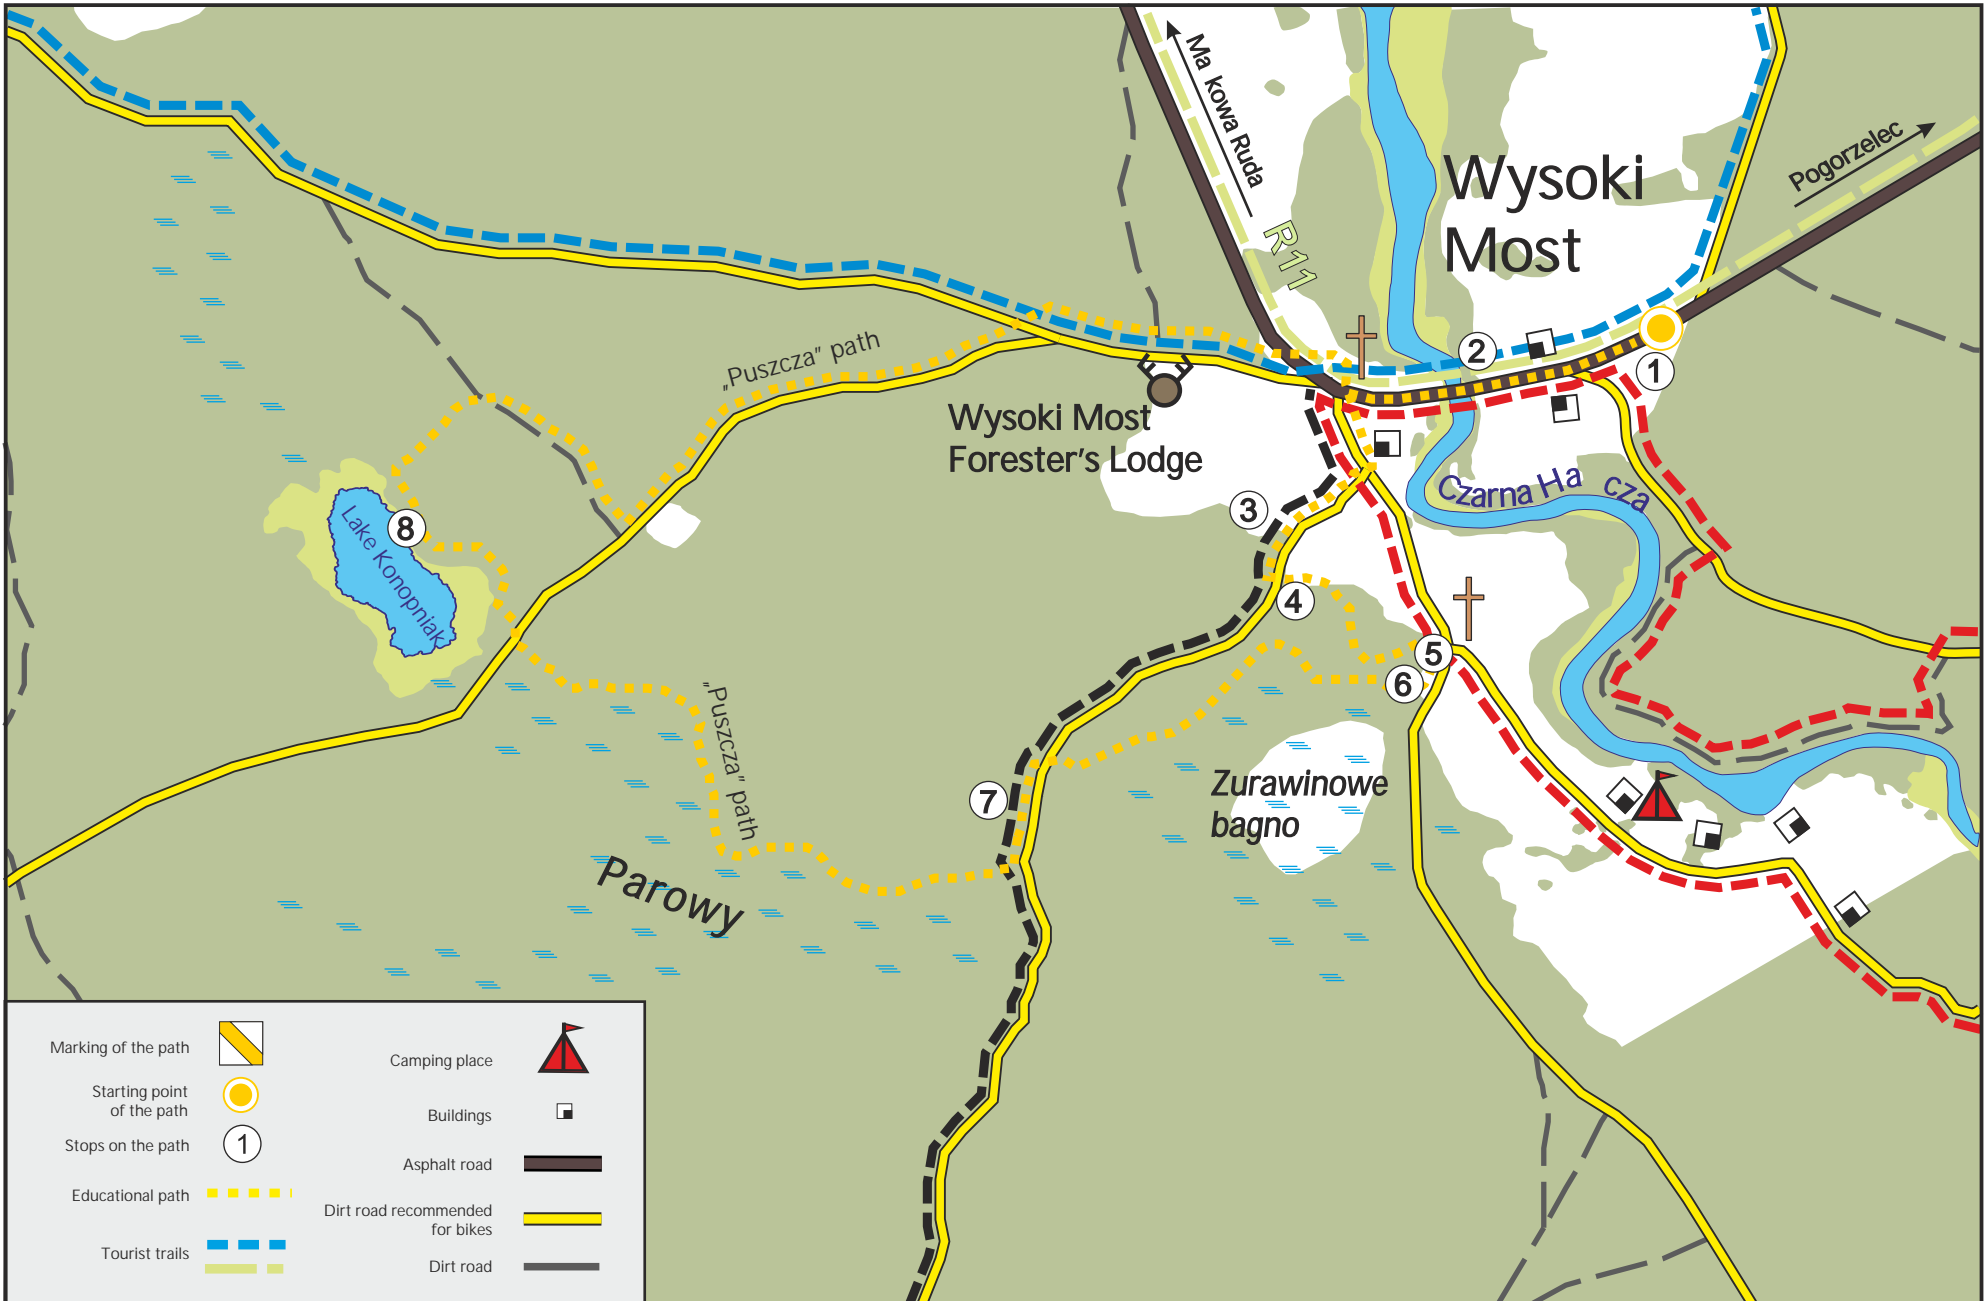 Ma kowa Ruda
R11
Pogorzelec
Wysoki
Most
2
1
„Puszcza” path
Wysoki Most
Forester's Lodge
Czarna Ha cza
3
8
Lake Konopniak
4
5
6
„Puszcza” path
Zurawinowe
bagno
7
Parowy
Marking of the path
Starting point
of the path
Stops on the path
1
Educational path
Tourist trails
Camping place
Buildings
Asphalt road
Dirt road recommended
for bikes
Dirt road